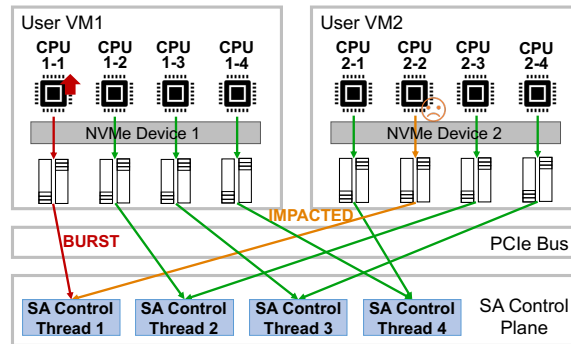 User VM1
User VM2
CPU 1-1
CPU 1-2
CPU 1-3
CPU 1-4
CPU 2-1
CPU 2-2
CPU 2-3
CPU 2-4
NVMe Device 1
NVMe Device 2
IMPACTED
BURST
PCIe Bus
SA Control
Thread 1
SA Control
Thread 2
SA Control
Thread 3
SA Control
Thread 4
SA Control
Plane